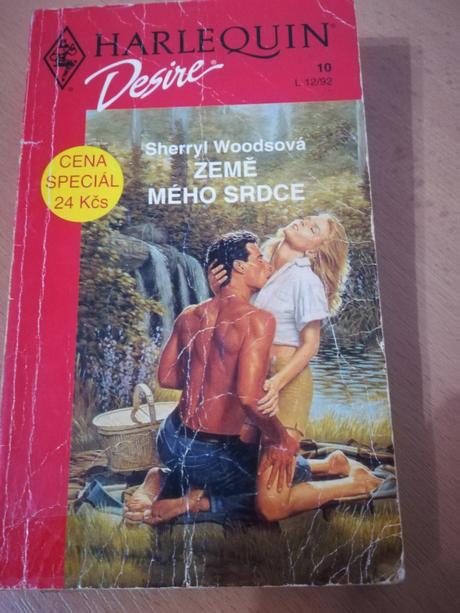 HARLEQUIN®
Desire®
10
I. 12/92
Sherryl Woodsová
ZEMĚ
MÉHO SRDCE
CENA
SPECIÁL
24 Kčs